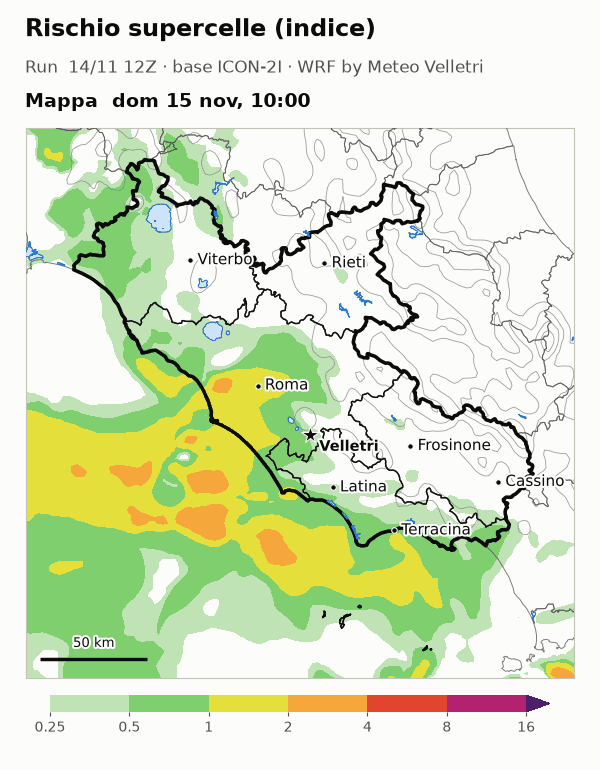 Rischio supercelle (indice)
Run  14/11 12Z · base ICON-2I · WRF by Meteo Velletri
Mappa  dom 15 nov, 10:00
Viterbo
Rieti
Roma
Velletri
Frosinone
Latina
Cassino
Terracina
50 km
0.25
0.5
1
2
4
8
16